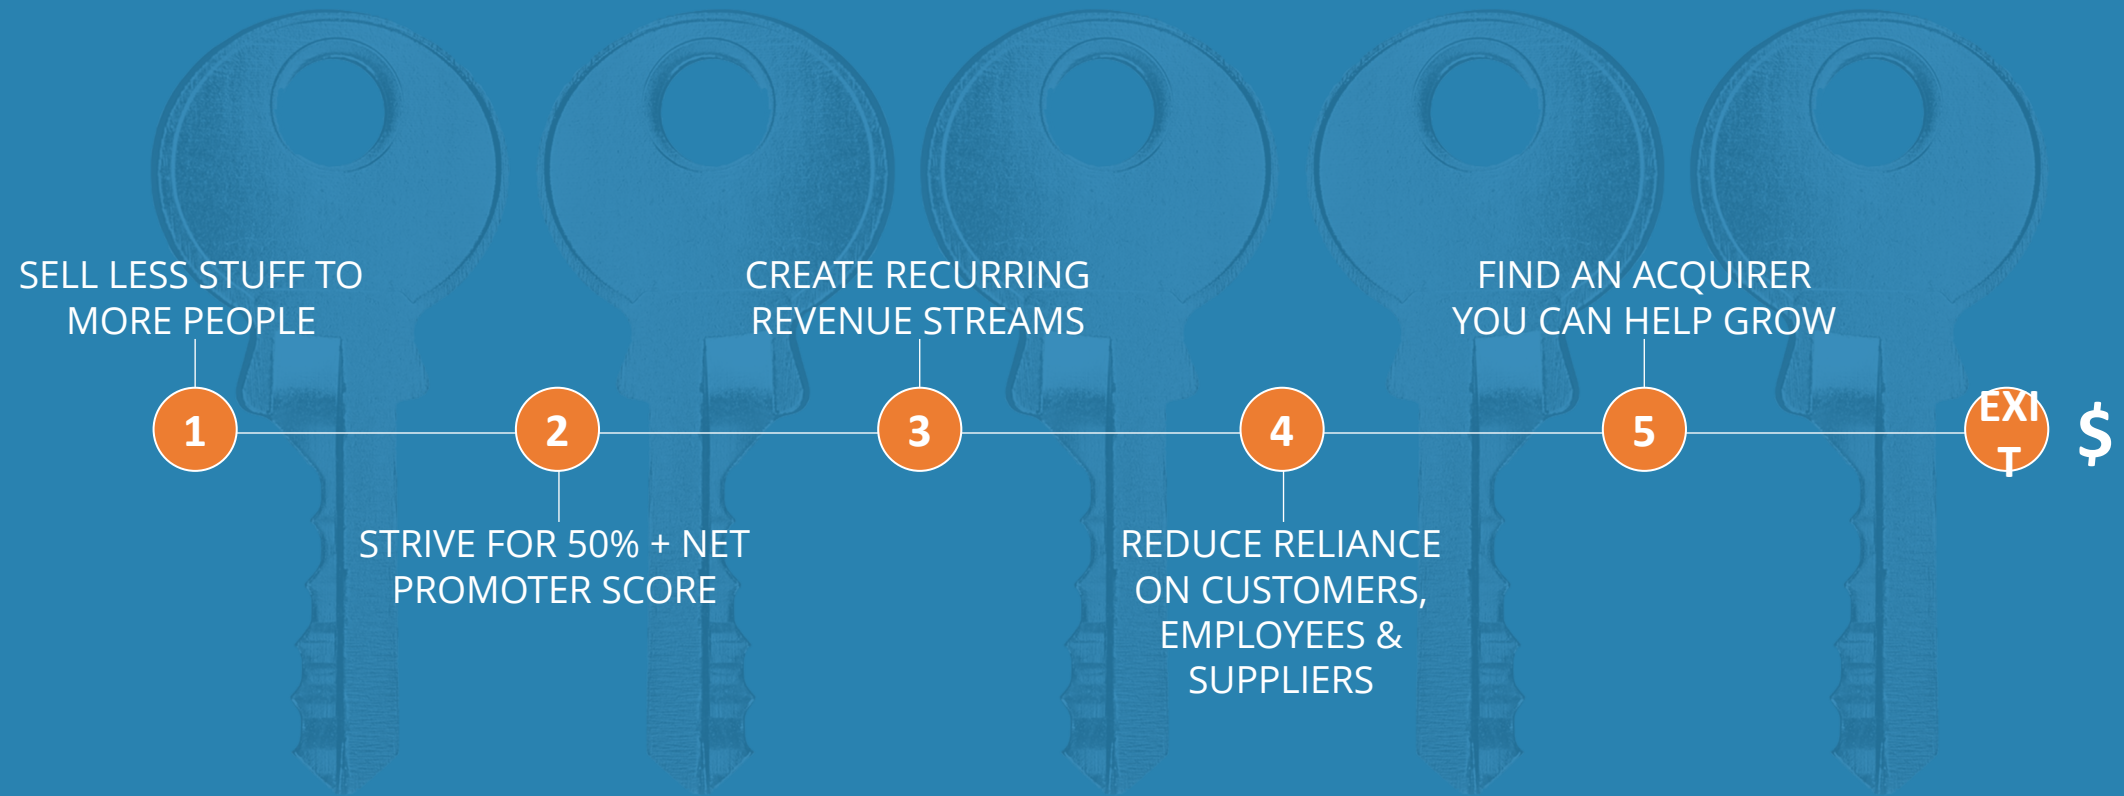 SELL LESS STUFF TO
MORE PEOPLE
1
2
STRIVE FOR 50% + NET
PROMOTER SCORE
CREATE RECURRING
REVENUE STREAMS
3
4
REDUCE RELIANCE
ON CUSTOMERS,
EMPLOYEES &
SUPPLIERS
FIND AN ACQUIRER
YOU CAN HELP GROW
5
EXI
T
$